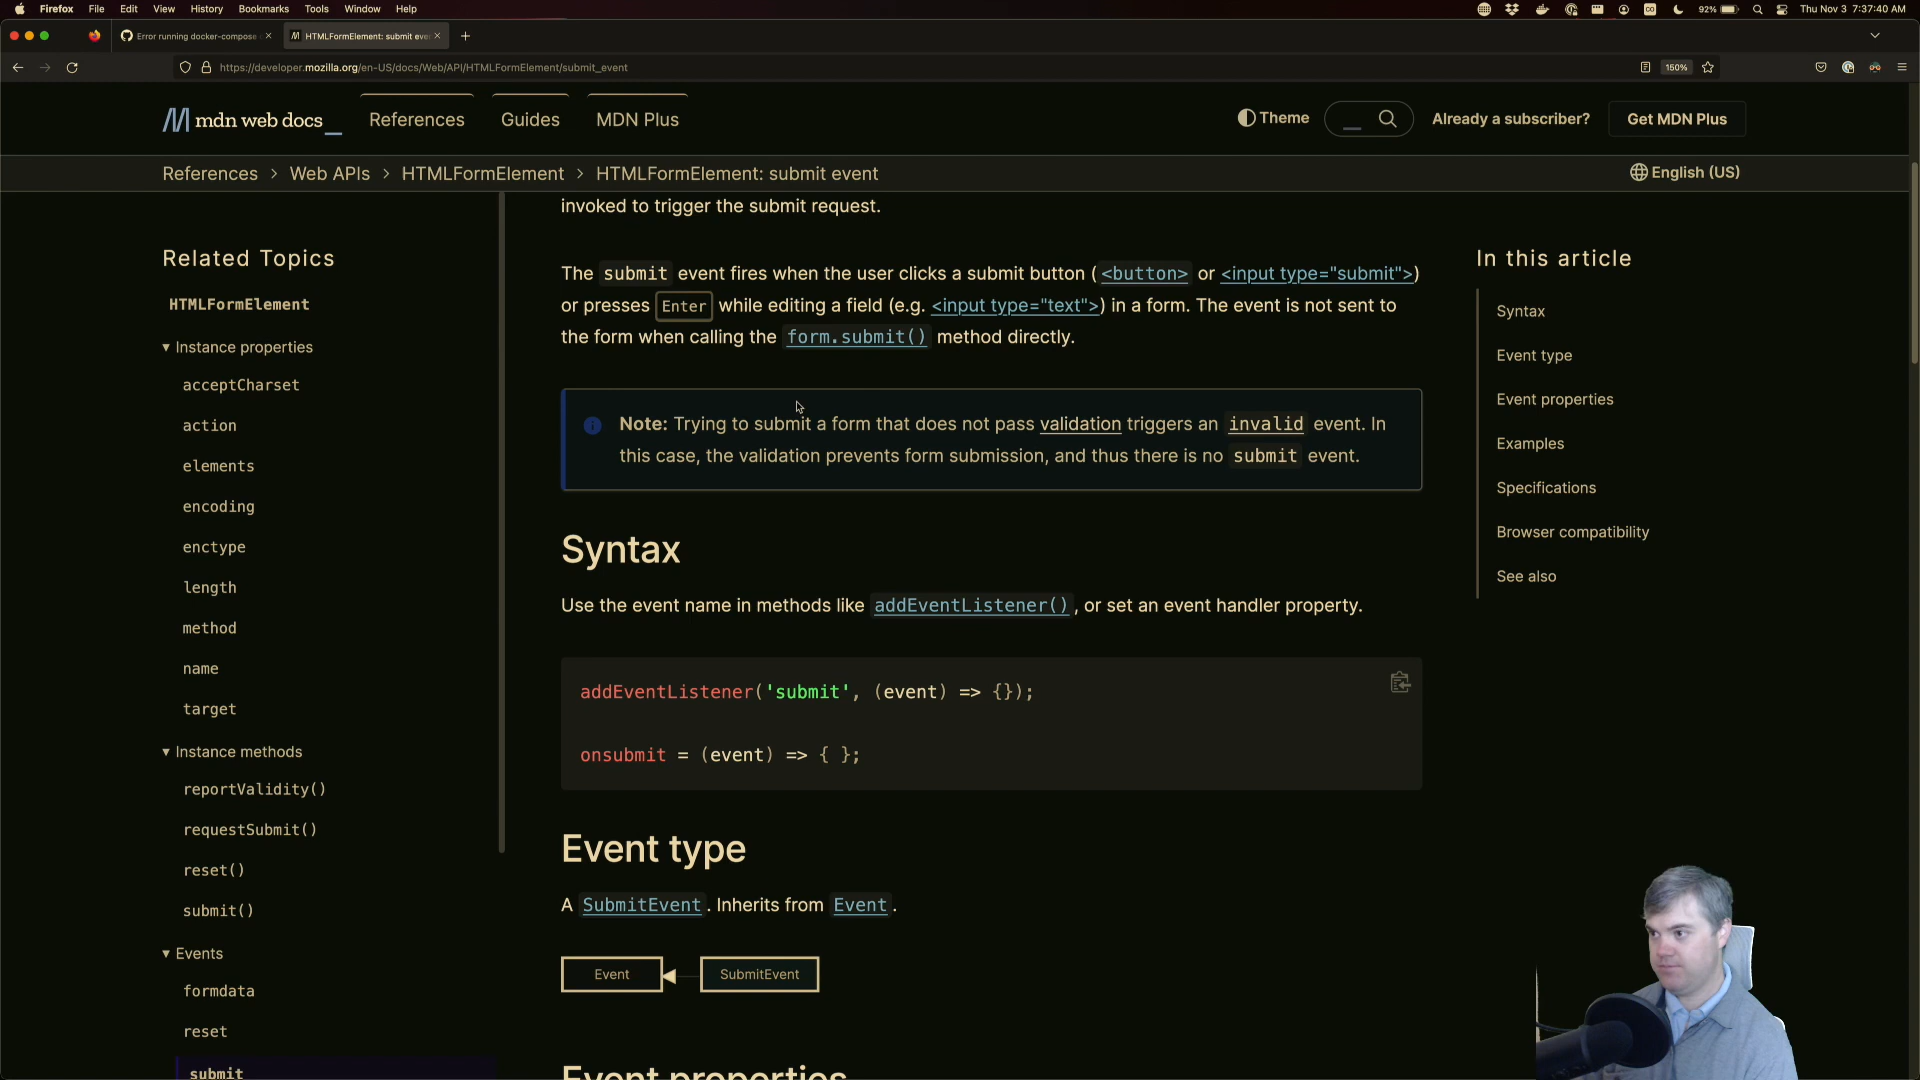 Firefox File Edit View History Bookmarks Tools Window Help 92% Thu Nov 3 7:37:40 AM
Error running docker-compose
HTMLFormElement: submit eve
https://developer.mozilla.org/en-US/docs/Web/API/HTMLFormElement/submit_event
150%
mdn web docs_
References
Guides
MDN Plus
Theme
Already a subscriber?
Get MDN Plus
References > Web APIs > HTMLFormElement > HTMLFormElement: submit event
English (US)
Related Topics
HTMLFormElement
▾ Instance properties
acceptCharset
action
elements
encoding
enctype
length
method
name
target
▾ Instance methods
reportValidity()
requestSubmit()
reset()
submit()
▾ Events
formdata
reset
submit
invoked to trigger the submit request.
The submit event fires when the user clicks a submit button (<button> or <input type="submit">)
or presses Enter while editing a field (e.g. <input type="text">) in a form. The event is not sent to
the form when calling the form.submit() method directly.
Note: Trying to submit a form that does not pass validation triggers an invalid event. In
this case, the validation prevents form submission, and thus there is no submit event.
Syntax
Use the event name in methods like addEventListener(), or set an event handler property.
addEventListener('submit', (event) => {});
onsubmit = (event) => { };
Event type
A SubmitEvent. Inherits from Event.
Event
SubmitEvent
Event properties
In this article
Syntax
Event type
Event properties
Examples
Specifications
Browser compatibility
See also